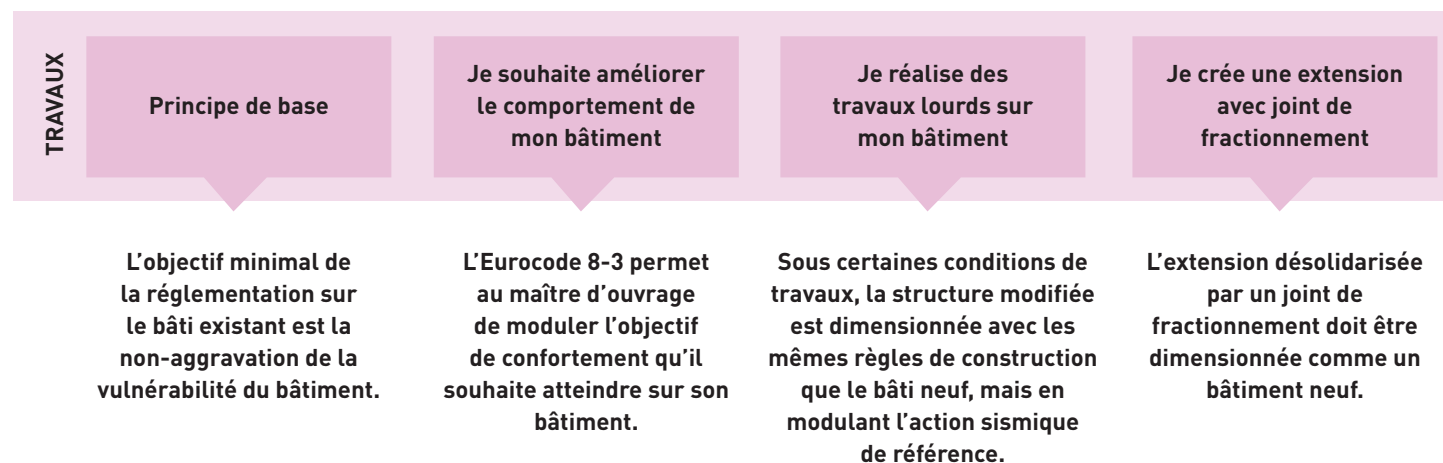 TRAVAUX
Principe de base
Je souhaite améliorer
le comportement de
mon bâtiment
Je réalise des
travaux lourds sur
mon bâtiment
Je crée une extension
avec joint de
fractionnement
L’objectif minimal de
la réglementation sur
le bâti existant est la
non-aggravation de la
vulnérabilité du bâtiment.
L’Eurocode 8-3 permet
au maître d’ouvrage
de moduler l’objectif
de confortement qu’il
souhaite atteindre sur son
bâtiment.
Sous certaines conditions de
travaux, la structure modifiée
est dimensionnée avec les
mêmes règles de construction
que le bâti neuf, mais en
modulant l’action sismique
de référence.
L’extension désolidarisée
par un joint de
fractionnement doit être
dimensionnée comme un
bâtiment neuf.